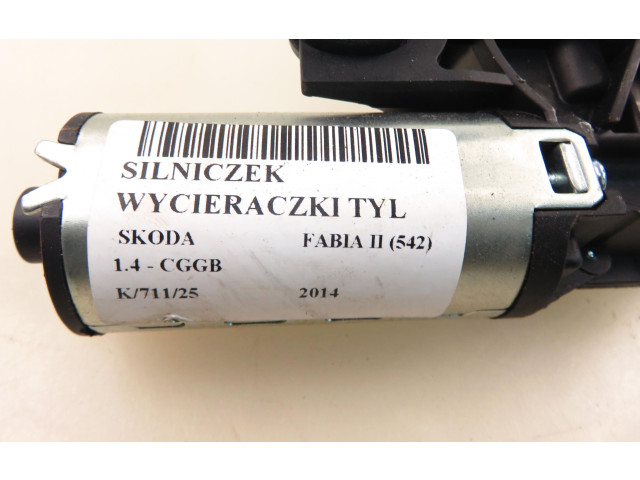 SILNICZEK
WYCIERACZKI TYL
SKODA FABIA II (542)
1.4 - CGGB
K/711/25 2014